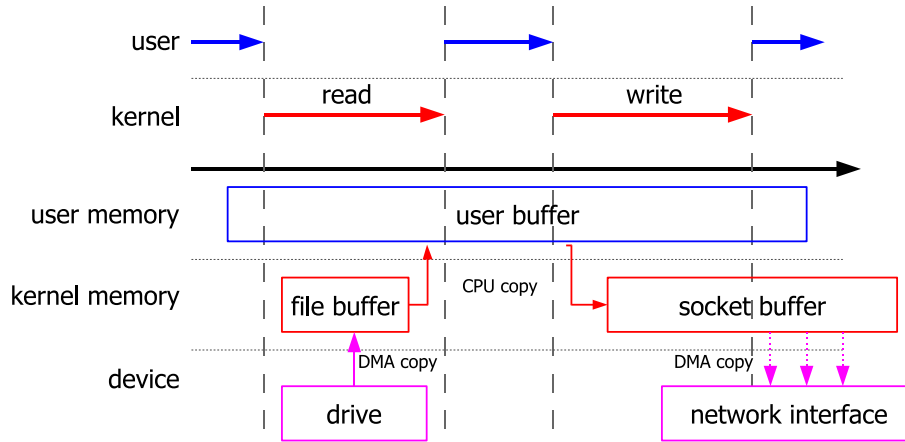 user
read
write
kernel
user memory
user buffer
CPU copy
kernel memory
file buffer
socket buffer
DMA copy
DMA copy
device
drive
network interface